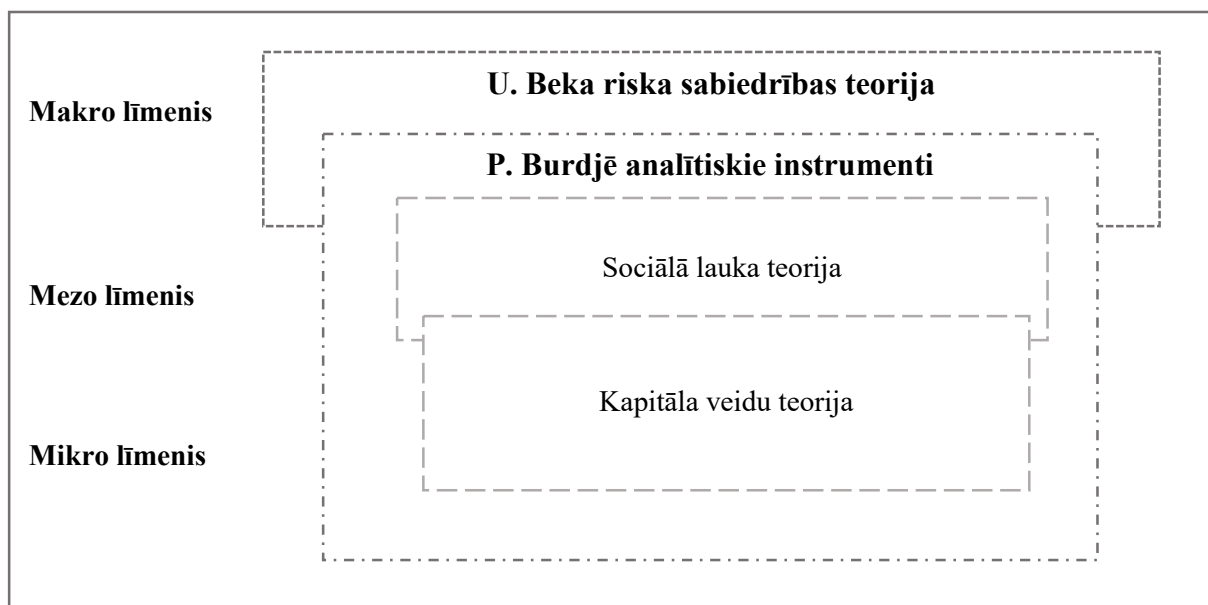 U. Beka riska sabiedrības teorija
Makro līmenis
P. Burdjē analītiskie instrumenti
Sociālā lauka teorija
Mezo līmenis
Kapitāla veidu teorija
Mikro līmenis